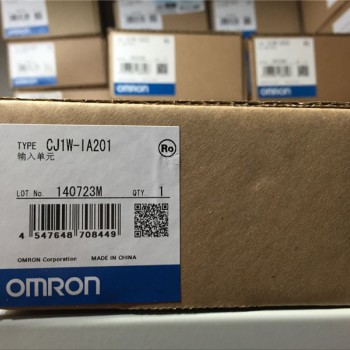 TYPE CJ1W-IA201
输入单元
Ro
LOT No. 140723M QTY 1
4 547648 708449
OMRON Corporation MADE IN CHINA
OMRON